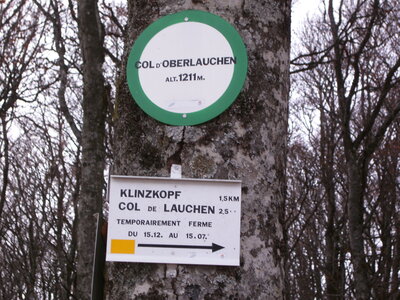 COL D'OBERLAUCHEN
ALT. 1211 M.
KLINZKOPF 1,5 KM
COL DE LAUCHEN 2,5 "
TEMPORAIREMENT FERME
DU 15.12. AU 15.07.